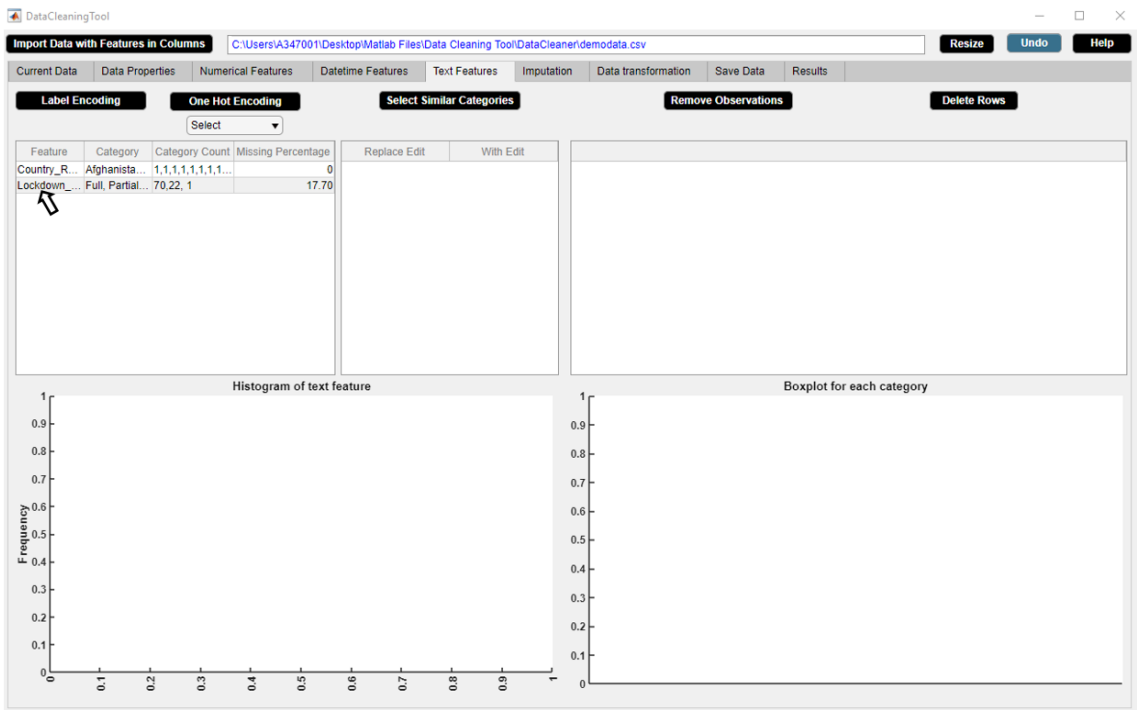 DataCleaningTool
Import Data with Features in Columns C:\Users\A347001\Desktop\Matlab Files\Data Cleaning Tool\DataCleaner\demodata.csv Resize Undo Help
Current Data Data Properties Numerical Features Datetime Features Text Features Imputation Data transformation Save Data Results
Label Encoding One Hot Encoding Select Similar Categories Remove Observations Delete Rows
Select
Feature Category Category Count Missing Percentage Replace Edit With Edit
Country_R... Afghanista... 1,1,1,1,1,1,1,1... 0
Lockdown_... Full, Partial... 70,22, 1 17.70
Histogram of text feature Boxplot for each category
1 1
0.9 0.9
0.8 0.8
0.7 0.7
0.6 0.6
Frequency
0.5 0.5
0.4 0.4
0.3 0.3
0.2 0.2
0.1 0.1
0 0
0 0.1 0.2 0.3 0.4 0.5 0.6 0.7 0.8 0.9 1